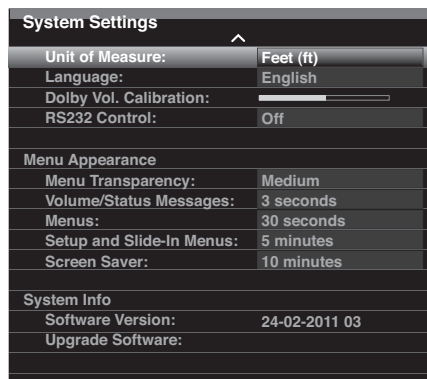 System Settings
Unit of Measure: Feet (ft)
Language: English
Dolby Vol. Calibration:
RS232 Control: Off
Menu Appearance
Menu Transparency: Medium
Volume/Status Messages: 3 seconds
Menus: 30 seconds
Setup and Slide-In Menus: 5 minutes
Screen Saver: 10 minutes
System Info
Software Version: 24-02-2011 03
Upgrade Software: